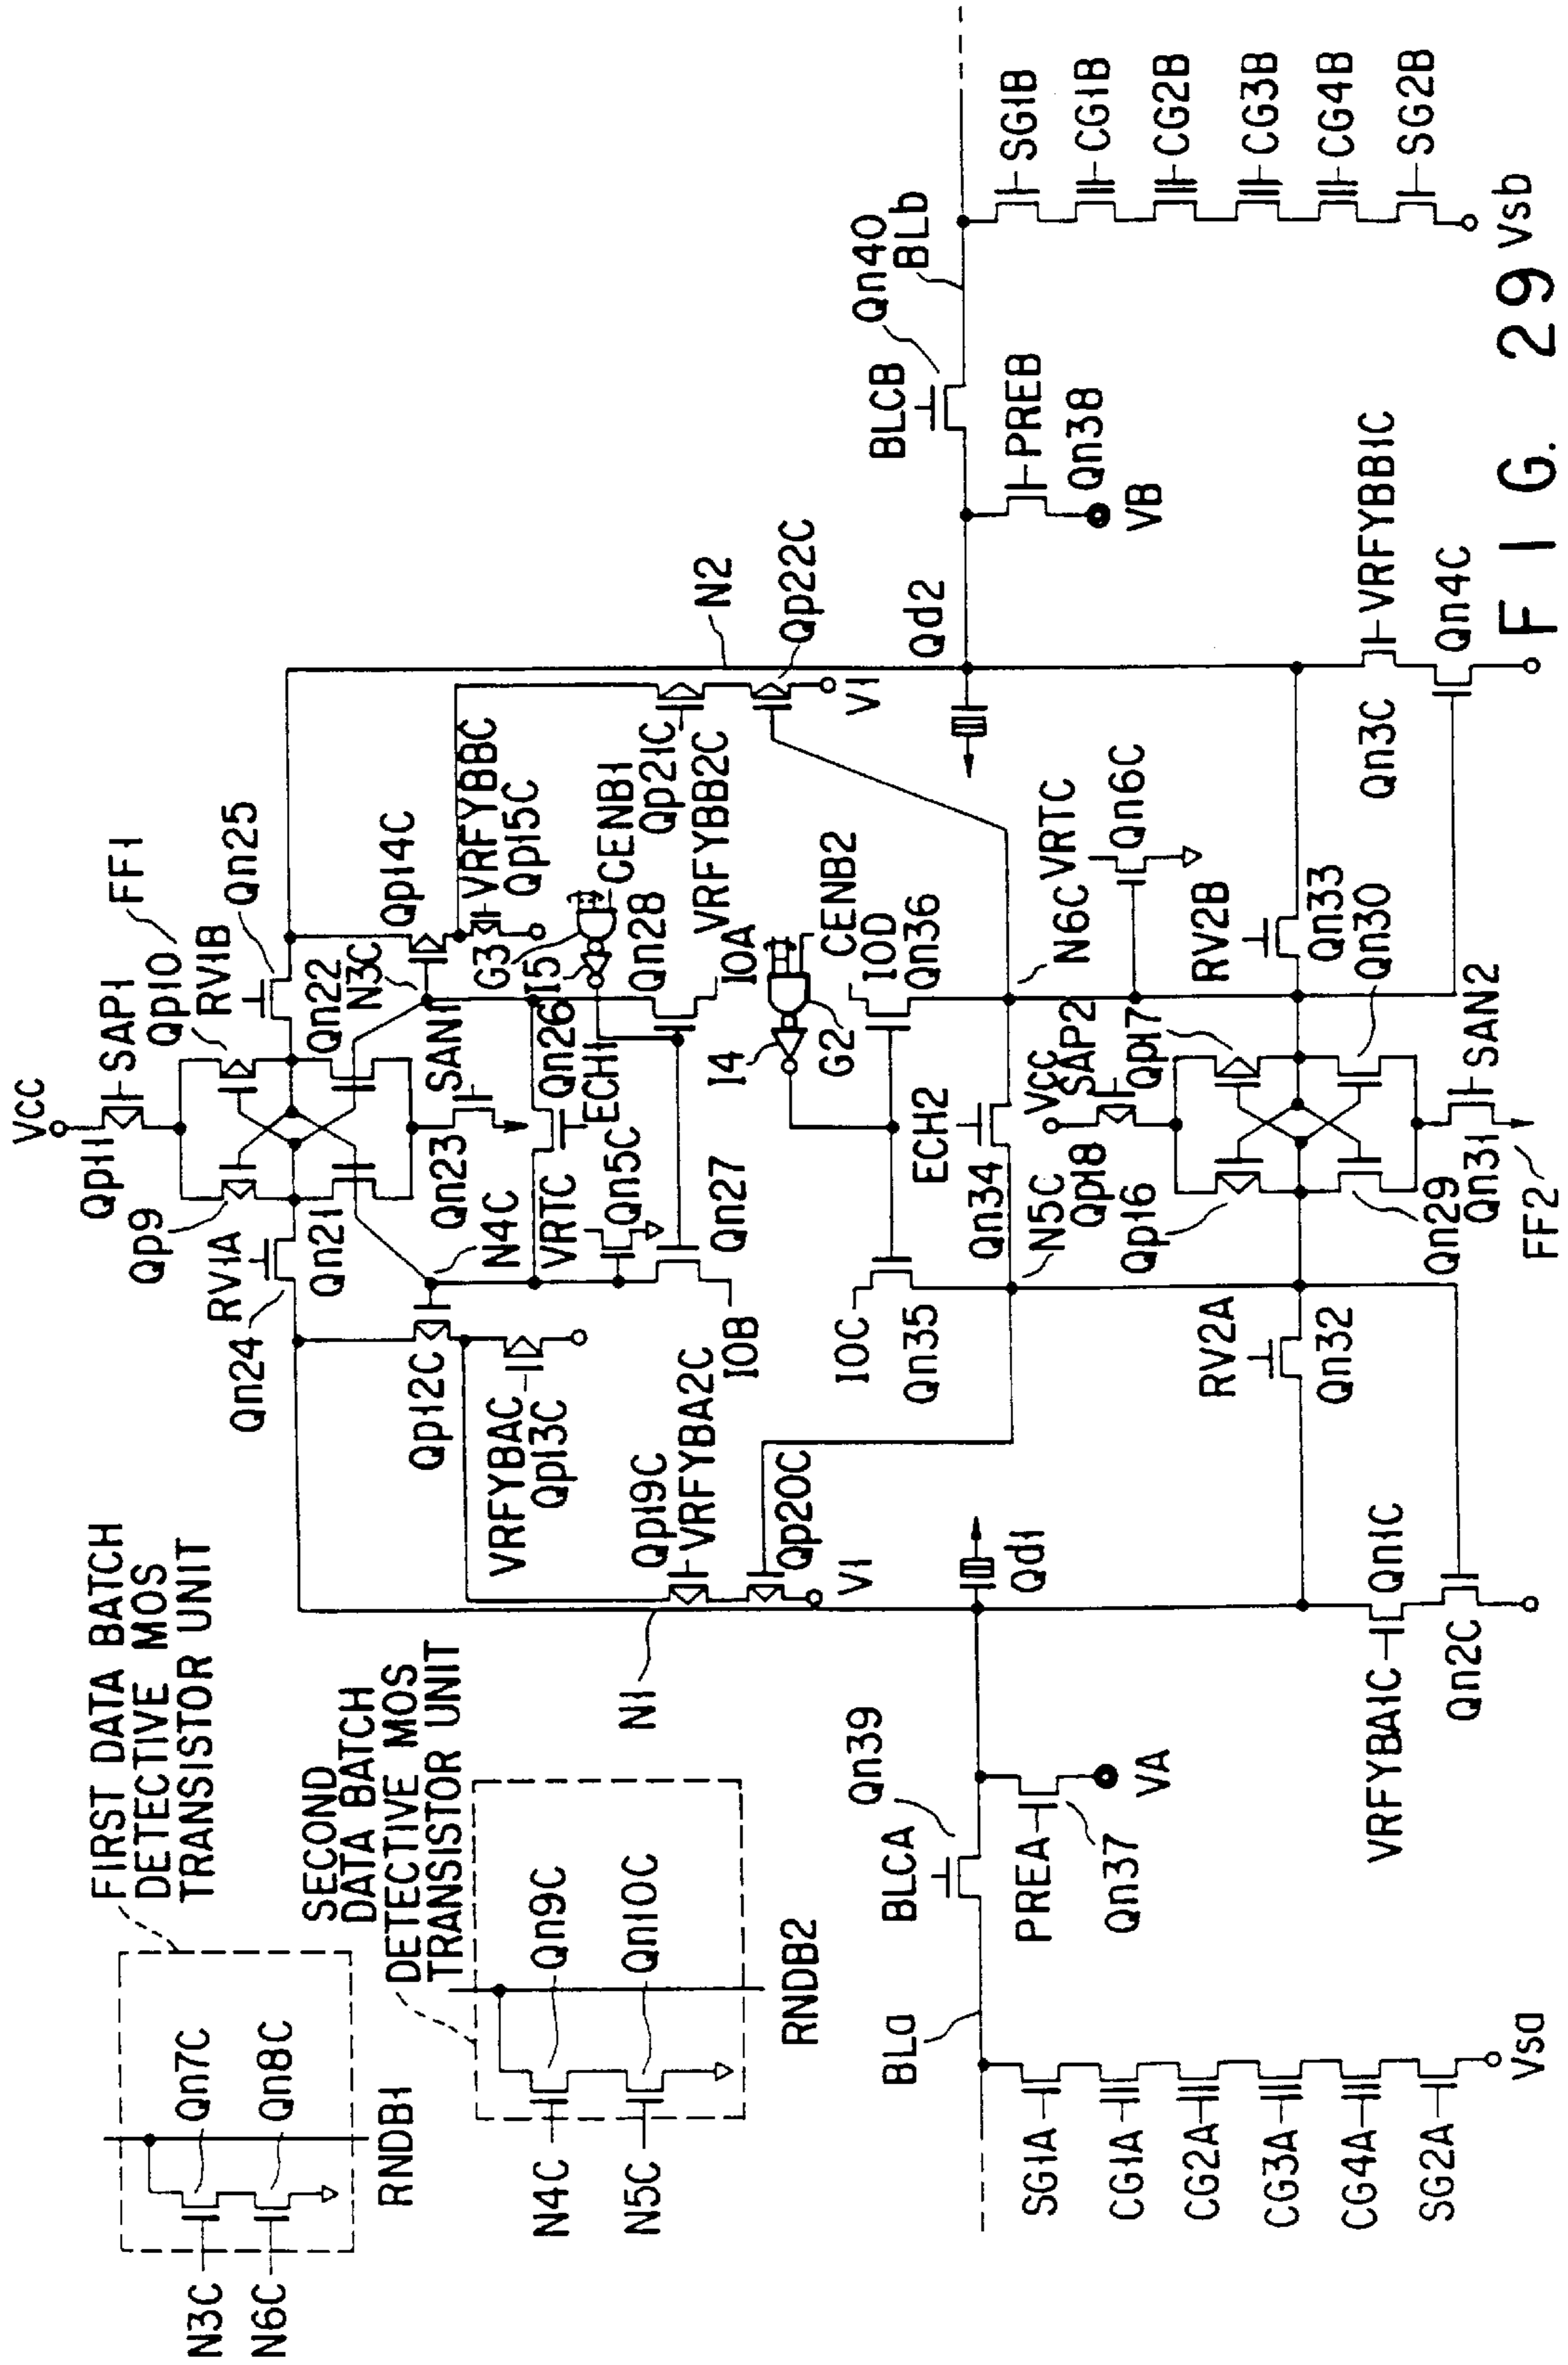 FIRST DATA BATCH
DETECTIVE MOS
TRANSISTOR UNIT
N3C
N6C
Qn7C
Qn8C
RNDB1
SECOND
DATA BATCH
DETECTIVE MOS
TRANSISTOR UNIT
N4C
N5C
Qn9C
Qn10C
RNDB2
Vcc
Qp11
SAP1
FF1
Qp9
Qp10
RV1A
RV1B
Qn24
Qn25
Qn21
Qn22
N3C
Qn23
SAN1
N4C
Qp12C
Qp14C
VRFYBAC
Qp13C
VRFYBBC
Qp15C
VRTC
Qn5C
Qn26
ECH1
G3
I5
CENB1
Qn27
Qn28
IOB
IOA
N1
N2
Qp19C
VRFYBA2C
Qp20C
V1
Qp21C
VRFYBB2C
Qp22C
V1
I4
G2
CENB2
IOC
IOD
Qn35
Qn36
ECH2
Qn34
N5C
N6C
VRTC
Qn6C
Vcc
SAP2
Qp18
Qp16
Qp17
RV2A
RV2B
Qn32
Qn33
Qn29
Qn30
Qn31
SAN2
FF2
Qd1
Qd2
BLa
BLCA
Qn39
PREA
Qn37
VA
BLCB
Qn40
BLb
PREB
Qn38
VB
SG1A
CG1A
CG2A
CG3A
CG4A
SG2A
Vsa
SG1B
CG1B
CG2B
CG3B
CG4B
SG2B
Vsb
VRFYBA1C
Qn1C
Qn2C
VRFYBB1C
Qn3C
Qn4C
FIG. 29